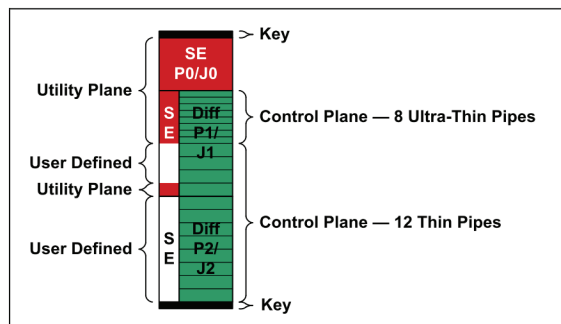 Key
SE
P0/J0
Utility Plane
S
E
Diff
P1/
J1
Control Plane — 8 Ultra-Thin Pipes
User Defined
Utility Plane
Control Plane — 12 Thin Pipes
User Defined
S
E
Diff
P2/
J2
Key